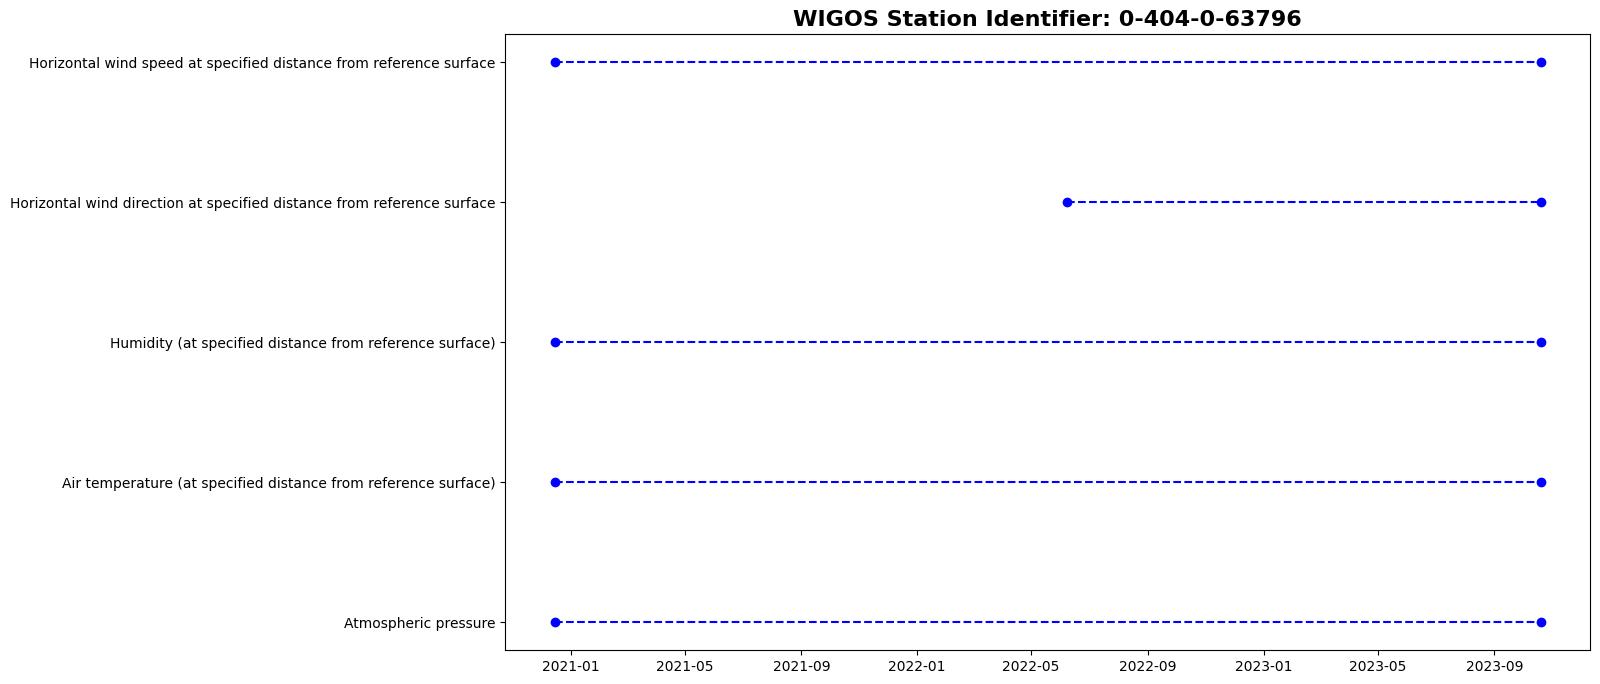 WIGOS Station Identifier: 0-404-0-63796
Horizontal wind speed at specified distance from reference surface
Horizontal wind direction at specified distance from reference surface
Humidity (at specified distance from reference surface)
Air temperature (at specified distance from reference surface)
Atmospheric pressure
2021-01 2021-05 2021-09 2022-01 2022-05 2022-09 2023-01 2023-05 2023-09